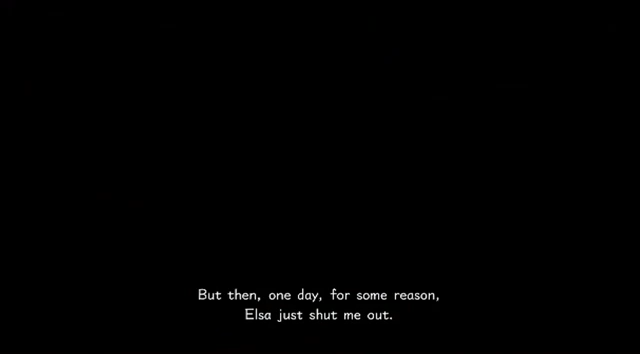 But then, one day, for some reason,
Elsa just shut me out.